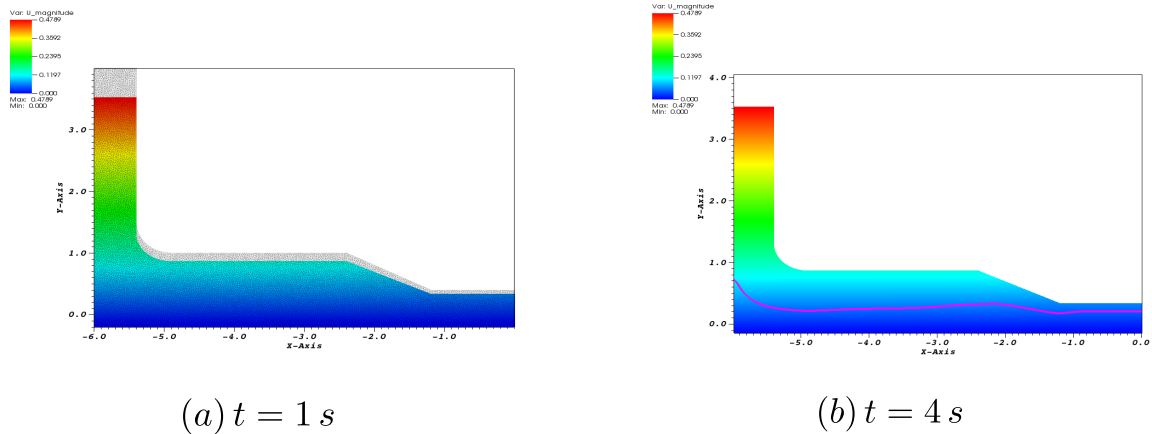 Var: U_magnitude
0.4789
0.3592
0.2395
0.1197
0.000
Max: 0.4789
Min: 0.000
3.0
2.0
1.0
0.0
Y-Axis
-6.0 -5.0 -4.0 -3.0 -2.0 -1.0
X-Axis
(a) t = 1 s
Var: U_magnitude
0.4789
0.3592
0.2395
0.1197
0.000
Max: 0.4789
Min: 0.000
4.0
3.0
2.0
1.0
0.0
Y-Axis
-5.0 -4.0 -3.0 -2.0 -1.0 0.0
X-Axis
(b) t = 4 s